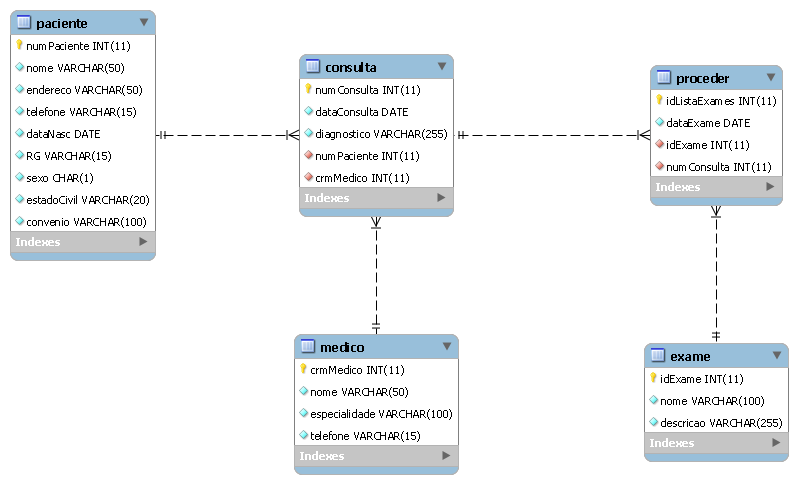 paciente
numPaciente INT(11)
nome VARCHAR(50)
endereco VARCHAR(50)
telefone VARCHAR(15)
dataNasc DATE
RG VARCHAR(15)
sexo CHAR(1)
estadoCivil VARCHAR(20)
convenio VARCHAR(100)
Indexes
consulta
numConsulta INT(11)
dataConsulta DATE
diagnostico VARCHAR(255)
numPaciente INT(11)
crmMedico INT(11)
Indexes
proceder
idListaExames INT(11)
dataExame DATE
idExame INT(11)
numConsulta INT(11)
Indexes
medico
crmMedico INT(11)
nome VARCHAR(50)
especialidade VARCHAR(100)
telefone VARCHAR(15)
Indexes
exame
idExame INT(11)
nome VARCHAR(100)
descricao VARCHAR(255)
Indexes